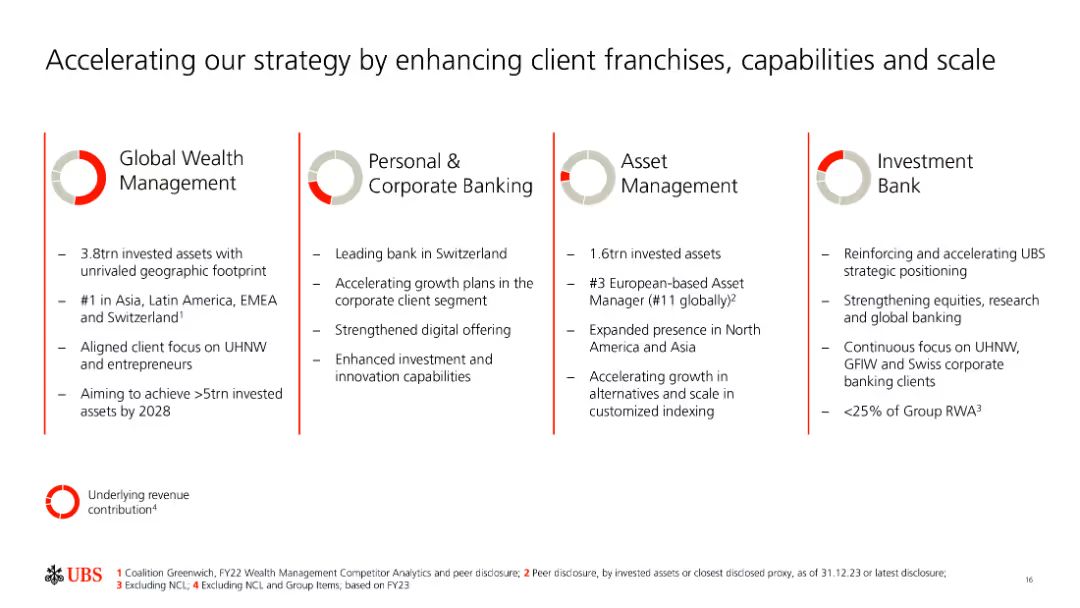 Accelerating our strategy by enhancing client franchises, capabilities and scale
Global Wealth
Management
– 3.8trn invested assets with
unrivaled geographic footprint
– #1 in Asia, Latin America, EMEA
and Switzerland1
– Aligned client focus on UHNW
and entrepreneurs
– Aiming to achieve >5trn invested
assets by 2028
Personal &
Corporate Banking
– Leading bank in Switzerland
– Accelerating growth plans in the
corporate client segment
– Strengthened digital offering
– Enhanced investment and
innovation capabilities
Asset
Management
– 1.6trn invested assets
– #3 European-based Asset
Manager (#11 globally)2
– Expanded presence in North
America and Asia
– Accelerating growth in
alternatives and scale in
customized indexing
Investment
Bank
– Reinforcing and accelerating UBS
strategic positioning
– Strengthening equities, research
and global banking
– Continuous focus on UHNW,
GFIW and Swiss corporate
banking clients
– <25% of Group RWA3
Underlying revenue
contribution4
UBS
1 Coalition Greenwich, FY22 Wealth Management Competitor Analytics and peer disclosure; 2 Peer disclosure, by invested assets or closest disclosed proxy, as of 31.12.23 or latest disclosure;
3 Excluding NCL; 4 Excluding NCL and Group Items; based on FY23
16